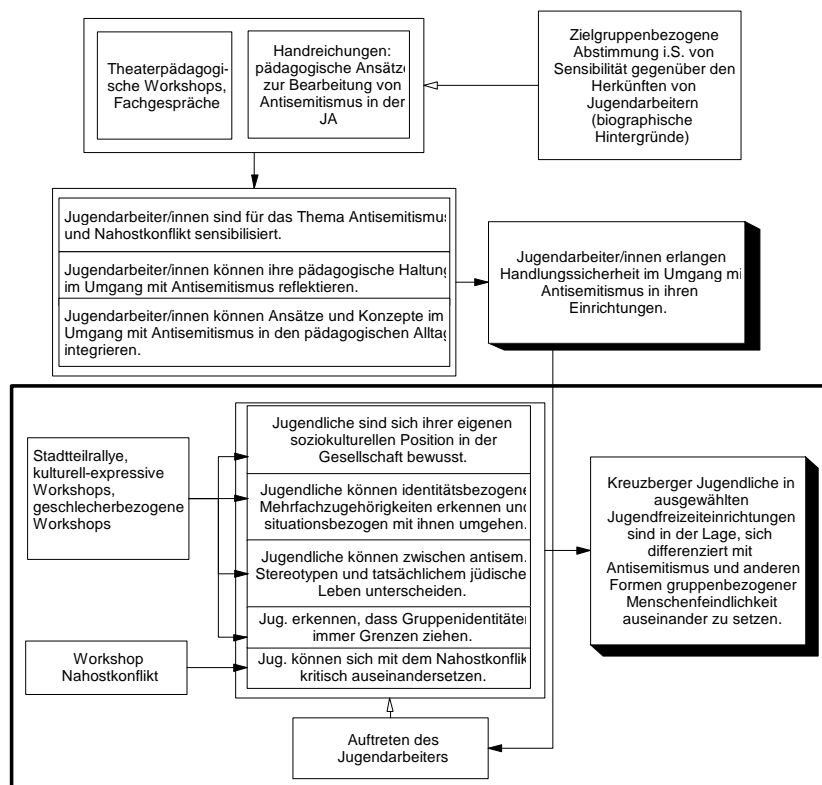 Theaterpädagogi-
sche Workshops,
Fachgespräche
Handreichungen:
pädagogische Ansätze
zur Bearbeitung von
Antisemitismus in der
JA
Zielgruppenbezogene
Abstimmung i.S. von
Sensibilität gegenüber den
Herkünften von
Jugendarbeitern
(biographische
Hintergründe)
Jugendarbeiter/innen sind für das Thema Antisemitismus
und Nahostkonflikt sensibilisiert.
Jugendarbeiter/innen können ihre pädagogische Haltung
im Umgang mit Antisemitismus reflektieren.
Jugendarbeiter/innen können Ansätze und Konzepte im
Umgang mit Antisemitismus in den pädagogischen Alltag
integrieren.
Jugendarbeiter/innen erlangen
Handlungssicherheit im Umgang mi
Antisemitismus in ihren
Einrichtungen.
Stadtteilrallye,
kulturell-expressive
Workshops,
geschlecherbezogene
Workshops
Workshop
Nahostkonflikt
Jugendliche sind sich ihrer eigenen
soziokulturellen Position in der
Gesellschaft bewusst.
Jugendliche können identitätsbezogene
Mehrfachzugehörigkeiten erkennen und
situationsbezogen mit ihnen umgehen.
Jugendliche können zwischen antisem.
Stereotypen und tatsächlichem jüdische
Leben unterscheiden.
Jug. erkennen, dass Gruppenidentitäten
immer Grenzen ziehen.
Jug. können sich mit dem Nahostkonflik
kritisch auseinandersetzen.
Kreuzberger Jugendliche in
ausgewählten
Jugendfreizeiteinrichtungen
sind in der Lage, sich
differenziert mit
Antisemitismus und anderen
Formen gruppenbezogener
Menschenfeindlichkeit
auseinander zu setzen.
Auftreten des
Jugendarbeiters